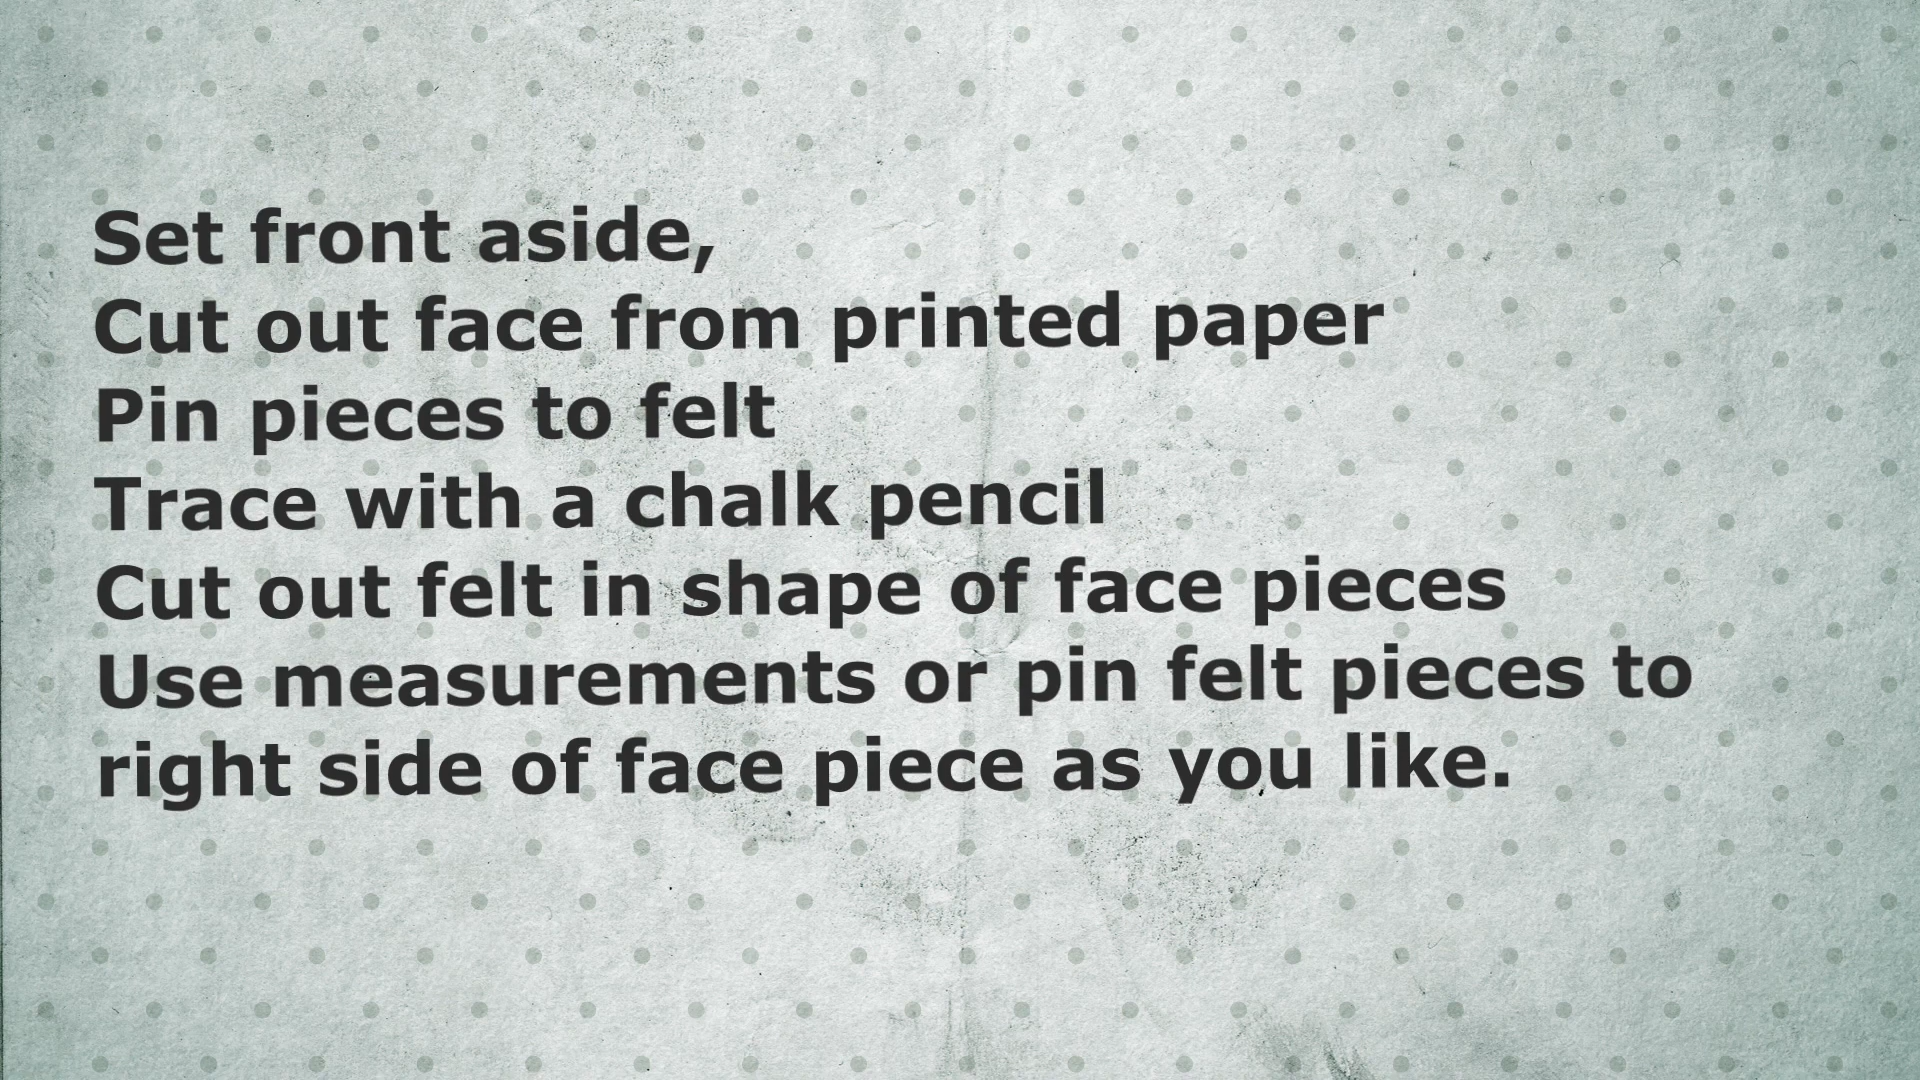 Set front aside,
Cut out face from printed paper
Pin pieces to felt
Trace with a chalk pencil
Cut out felt in shape of face pieces
Use measurements or pin felt pieces to
right side of face piece as you like.